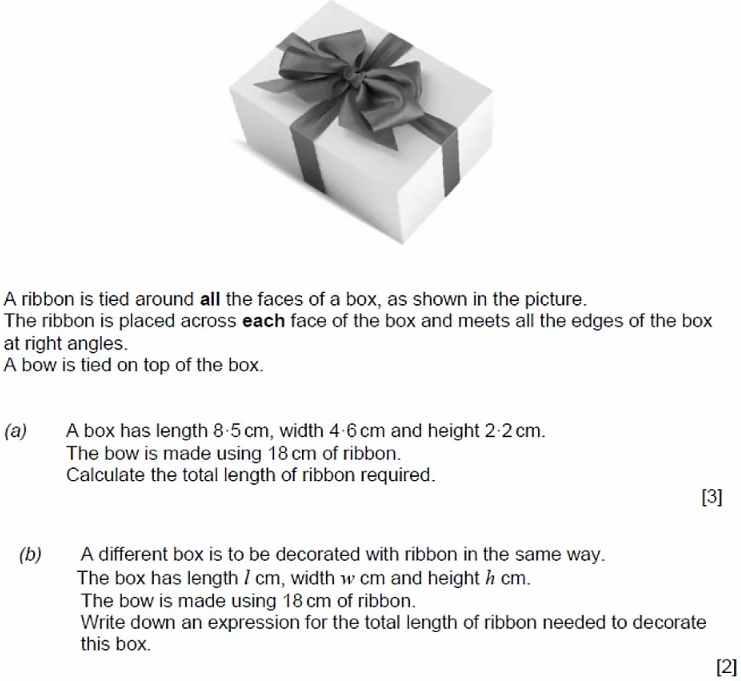 A ribbon is tied around all the faces of a box, as shown in the picture.
The ribbon is placed across each face of the box and meets all the edges of the box
at right angles.
A bow is tied on top of the box.
(a) A box has length 8·5 cm, width 4·6 cm and height 2·2 cm.
The bow is made using 18 cm of ribbon.
Calculate the total length of ribbon required.
[3]
(b) A different box is to be decorated with ribbon in the same way.
The box has length l cm, width w cm and height h cm.
The bow is made using 18 cm of ribbon.
Write down an expression for the total length of ribbon needed to decorate
this box.
[2]